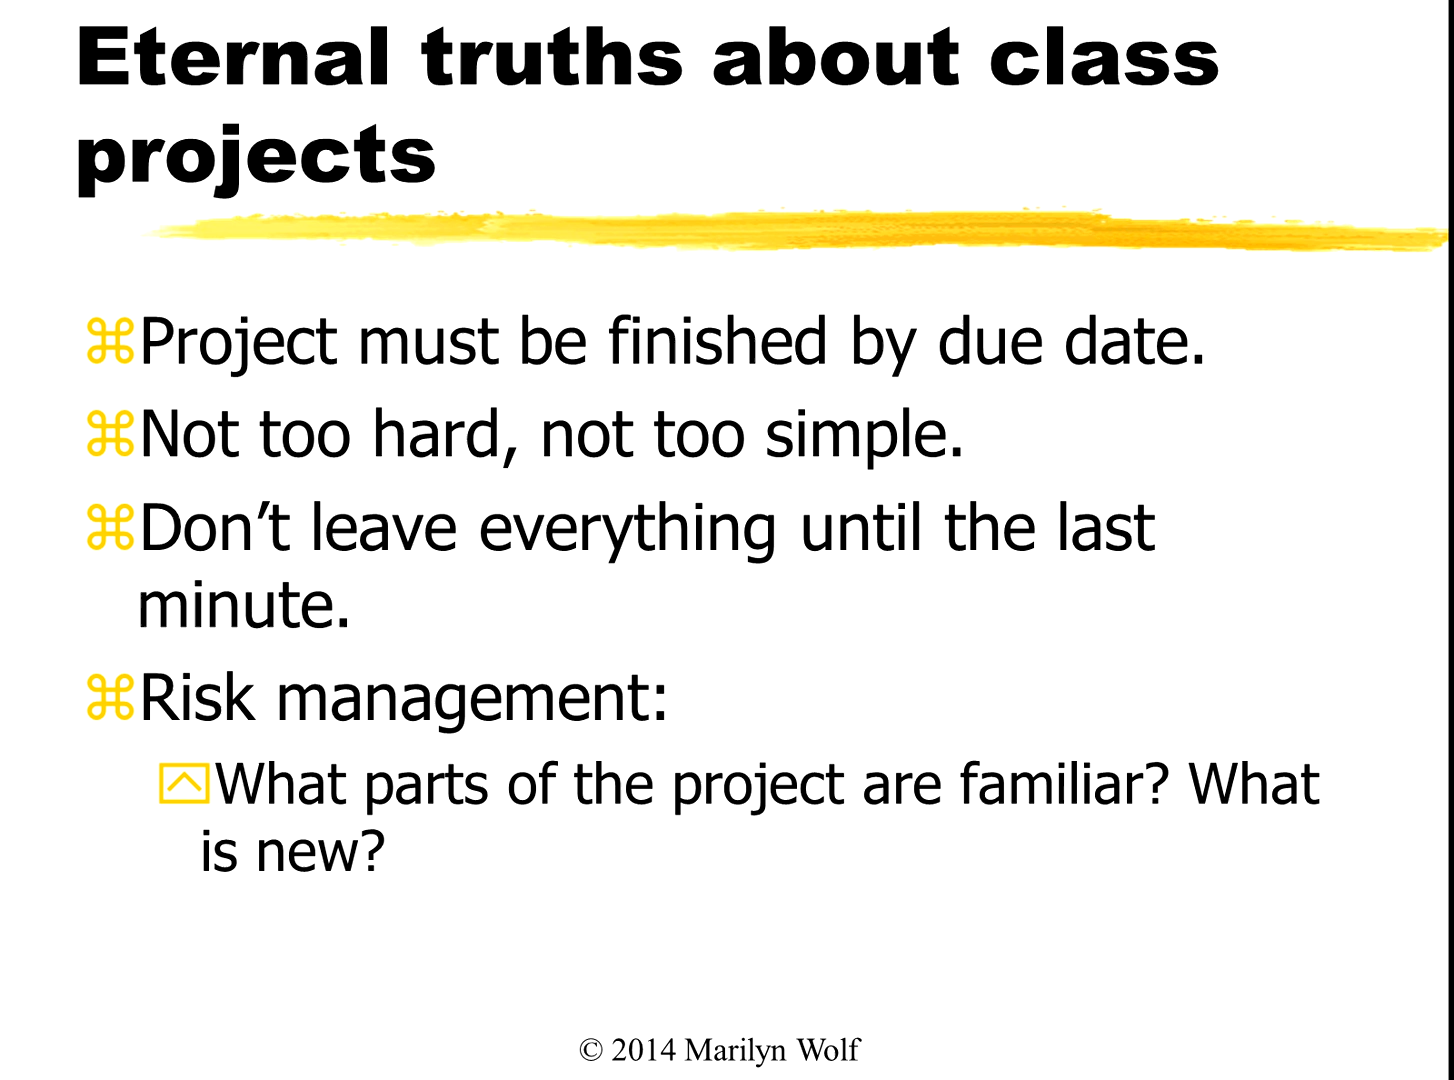 Eternal truths about class
projects
⌘Project must be finished by due date.
⌘Not too hard, not too simple.
⌘Don’t leave everything until the last
minute.
⌘Risk management:
What parts of the project are familiar? What
is new?
© 2014 Marilyn Wolf